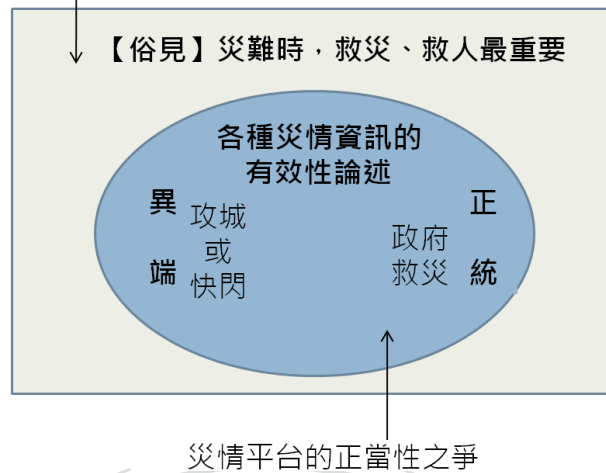 【俗見】災難時，救災、救人最重要
各種災情資訊的
有效性論述
異端
攻城
或
快閃
政府
救災
正統
災情平台的正當性之爭